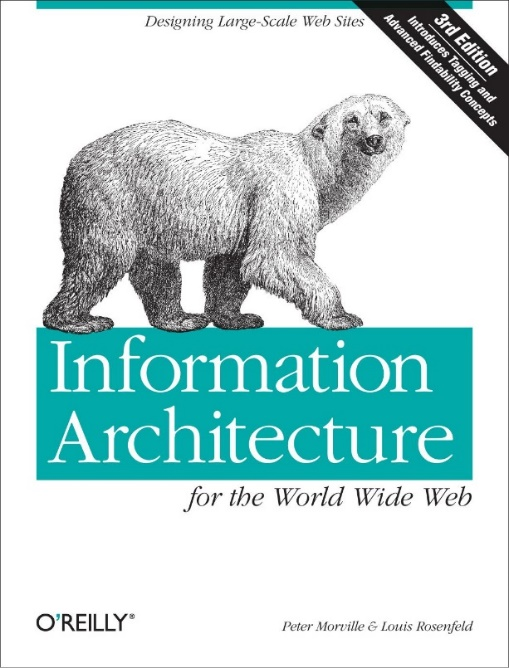 Designing Large-Scale Web Sites
3rd Edition
Introduces Tagging and
Advanced Findability Concepts
Information
Architecture
for the World Wide Web
O'REILLY®
Peter Morville & Louis Rosenfeld